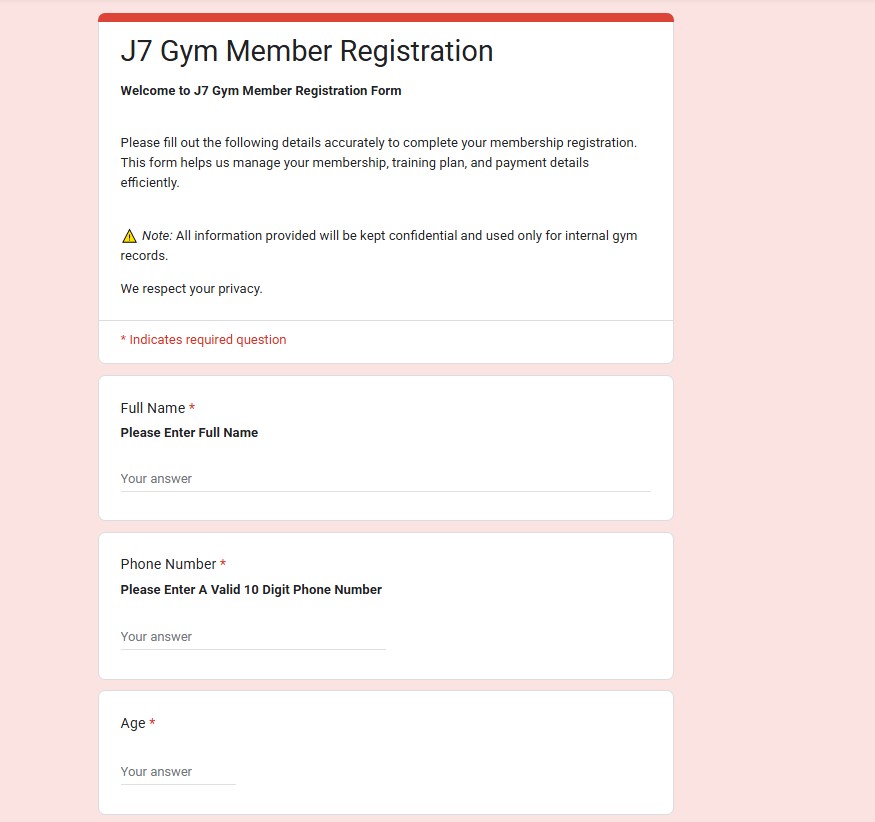 J7 Gym Member Registration
Welcome to J7 Gym Member Registration Form
Please fill out the following details accurately to complete your membership registration.
This form helps us manage your membership, training plan, and payment details
efficiently.
⚠ Note: All information provided will be kept confidential and used only for internal gym
records.
We respect your privacy.
* Indicates required question
Full Name *
Please Enter Full Name
Your answer
Phone Number *
Please Enter A Valid 10 Digit Phone Number
Your answer
Age *
Your answer